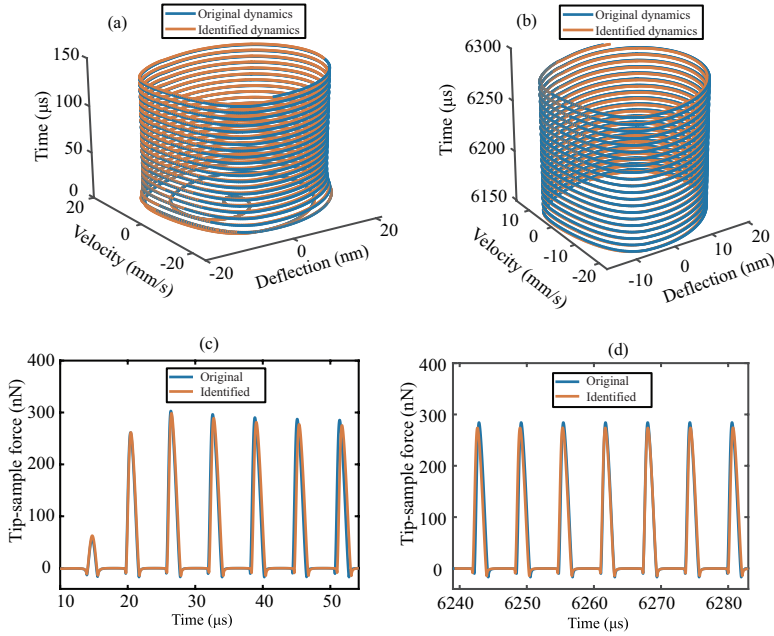 (a)
Original dynamics
Identified dynamics
150
100
50
0
Time (μs)
20
0
-20
Velocity (mm/s)
-20
0
20
Deflection (nm)
(b)
Original dynamics
Identified dynamics
6300
6250
6200
6150
Time (μs)
10
0
-10
-20
Velocity (mm/s)
-10
0
10
20
Deflection (nm)
(c)
Original
Identified
400
300
200
100
0
Tip-sample force (nN)
10
20
30
40
50
Time (μs)
(d)
Original
Identified
400
300
200
100
0
Tip-sample force (nN)
6240
6250
6260
6270
6280
Time (μs)